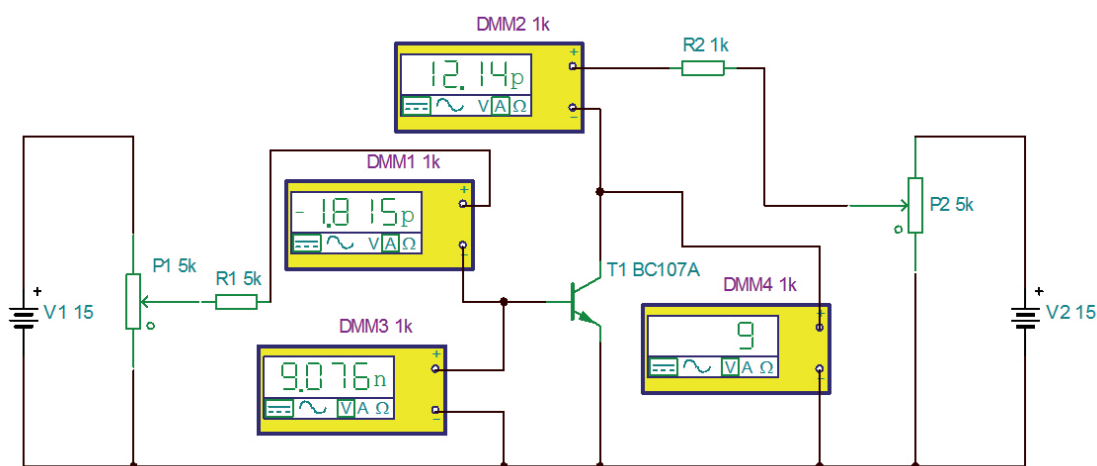 DMM2 1k
12.14p
V A Ω
R2 1k
DMM1 1k
-1.815p
V A Ω
P1 5k
R1 5k
V1 15
DMM3 1k
9.076n
V A Ω
T1 BC107A
DMM4 1k
9
V A Ω
P2 5k
V2 15